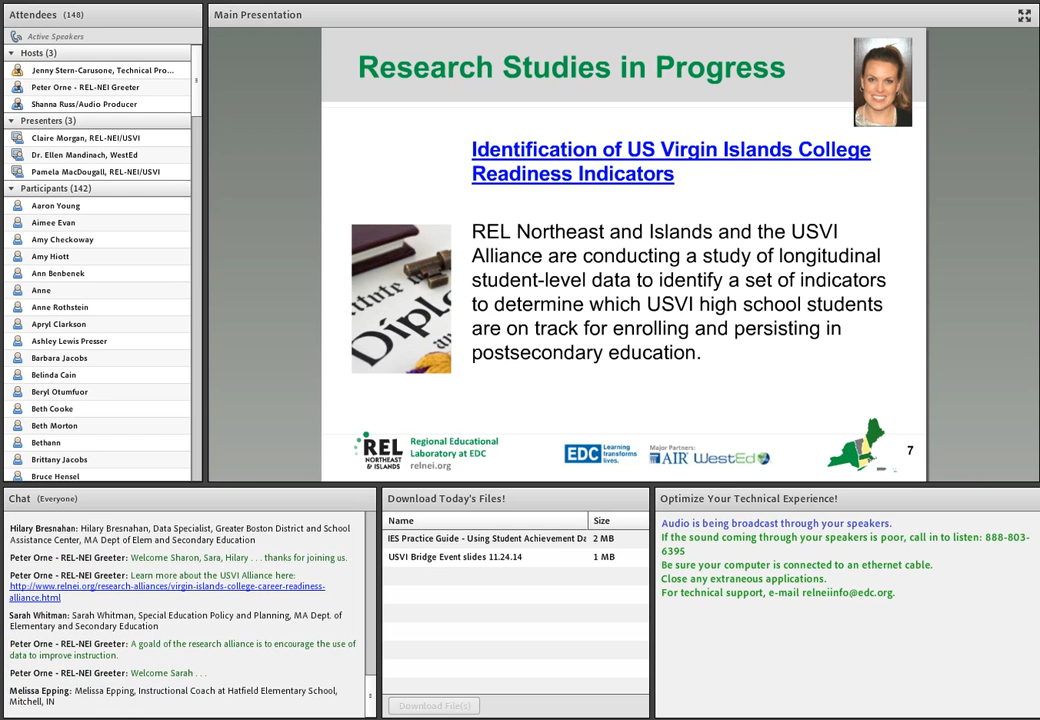 Attendees (148)
Active Speakers
Hosts (3)
Jenny Stern-Carusone, Technical Pro...
Peter Orne - REL-NEI Greeter
Shanna Russ/Audio Producer
Presenters (3)
Claire Morgan, REL-NEI/USVI
Dr. Ellen Mandinach, WestEd
Pamela MacDougall, REL-NEI/USVI
Participants (142)
Aaron Young
Aimee Evan
Amy Checkoway
Amy Hiott
Ann Benbenek
Anne
Anne Rothstein
Apryl Clarkson
Ashley Lewis Presser
Barbara Jacobs
Belinda Cain
Beryl Otumfuor
Beth Cooke
Beth Morton
Bethann
Brittany Jacobs
Bruce Hensel
Main Presentation
Research Studies in Progress
Identification of US Virgin Islands College
Readiness Indicators
REL Northeast and Islands and the USVI
Alliance are conducting a study of longitudinal
student-level data to identify a set of indicators
to determine which USVI high school students
are on track for enrolling and persisting in
postsecondary education.
titute
Diplo
REL
NORTHEAST
& ISLANDS
Regional Educational
Laboratory at EDC
relnei.org
EDC Learning
transforms
lives.
Major Partners:
AIR WestEd
7
Chat (Everyone)
Hilary Bresnahan: Hilary Bresnahan, Data Specialist, Greater Boston District and School
Assistance Center, MA Dept of Elem and Secondary Education
Peter Orne - REL-NEI Greeter: Welcome Sharon, Sara, Hilary . . . thanks for joining us.
Peter Orne - REL-NEI Greeter: Learn more about the USVI Alliance here:
http://www.relnei.org/research-alliances/virgin-islands-college-career-readiness-
alliance.html
Sarah Whitman: Sarah Whitman, Special Education Policy and Planning, MA Dept. of
Elementary and Secondary Education
Peter Orne - REL-NEI Greeter: A goald of the research alliance is to encourage the use of
data to improve instruction.
Peter Orne - REL-NEI Greeter: Welcome Sarah . . .
Melissa Epping: Melissa Epping, Instructional Coach at Hatfield Elementary School,
Mitchell, IN
Download Today's Files!
Name Size
IES Practice Guide - Using Student Achievement Da 2 MB
USVI Bridge Event slides 11.24.14 1 MB
Download File(s)
Optimize Your Technical Experience!
Audio is being broadcast through your speakers.
If the sound coming through your speakers is poor, call in to listen: 888-803-
6395
Be sure your computer is connected to an ethernet cable.
Close any extraneous applications.
For technical support, e-mail relneiinfo@edc.org.